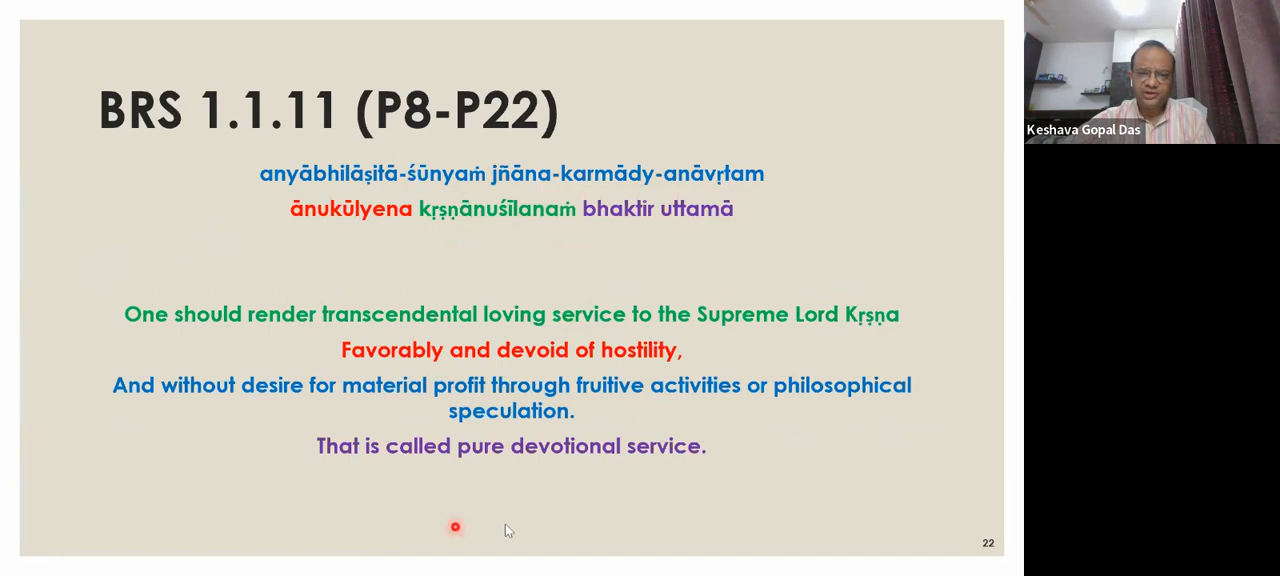 BRS 1.1.11 (P8-P22)
anyābhilāṣitā-śūnyaṁ jñāna-karmādy-anāvṛtam
ānukūlyena kṛṣṇānuśīlanaṁ bhaktir uttamā
One should render transcendental loving service to the Supreme Lord Kṛṣṇa
Favorably and devoid of hostility,
And without desire for material profit through fruitive activities or philosophical
speculation.
That is called pure devotional service.
22
Keshava Gopal Das